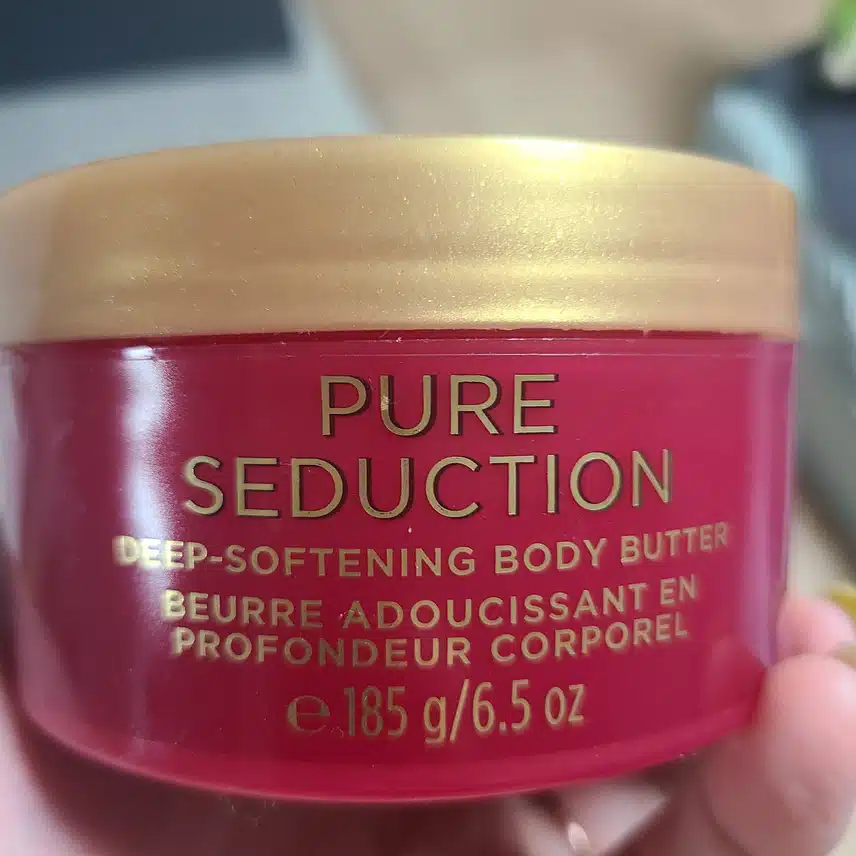 PURE
SEDUCTION
DEEP-SOFTENING BODY BUTTER
BEURRE ADOUCISSANT EN
PROFONDEUR CORPOREL
℮ 185 g/6.5 oz